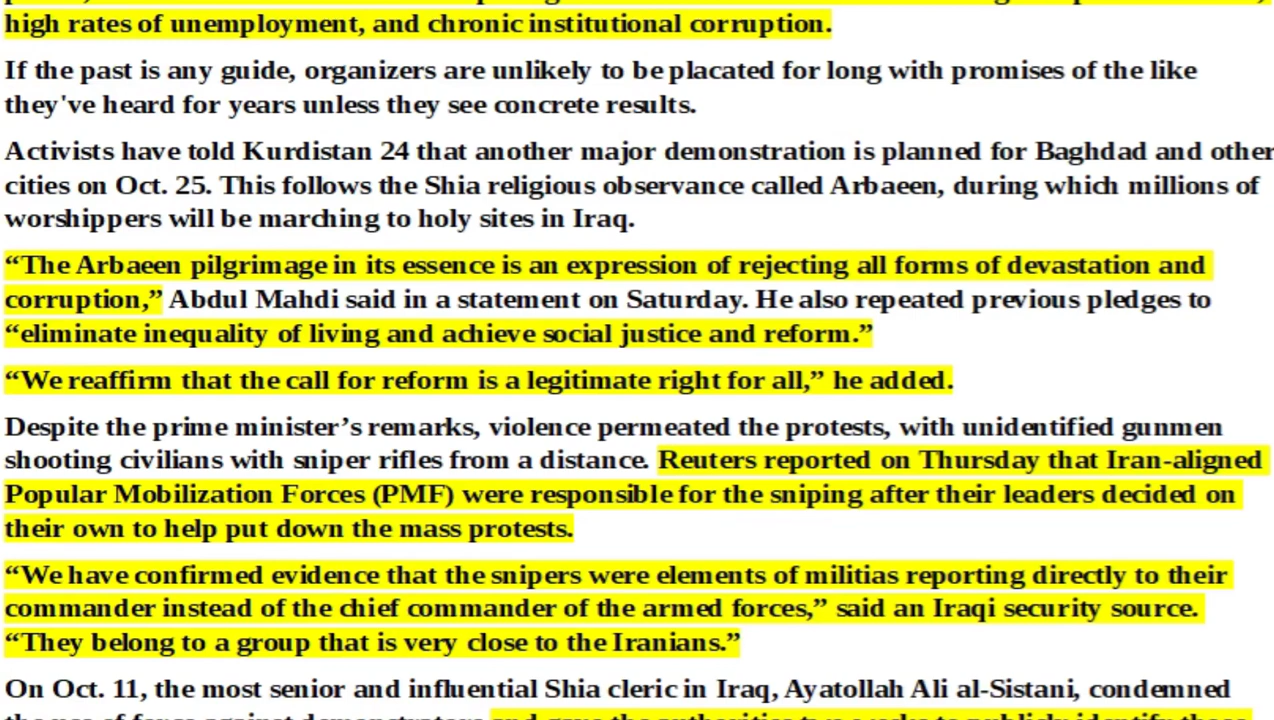 high rates of unemployment, and chronic institutional corruption.
If the past is any guide, organizers are unlikely to be placated for long with promises of the like
they've heard for years unless they see concrete results.
Activists have told Kurdistan 24 that another major demonstration is planned for Baghdad and other
cities on Oct. 25. This follows the Shia religious observance called Arbaeen, during which millions of
worshippers will be marching to holy sites in Iraq.
“The Arbaeen pilgrimage in its essence is an expression of rejecting all forms of devastation and
corruption,” Abdul Mahdi said in a statement on Saturday. He also repeated previous pledges to
“eliminate inequality of living and achieve social justice and reform.”
“We reaffirm that the call for reform is a legitimate right for all,” he added.
Despite the prime minister’s remarks, violence permeated the protests, with unidentified gunmen
shooting civilians with sniper rifles from a distance. Reuters reported on Thursday that Iran-aligned
Popular Mobilization Forces (PMF) were responsible for the sniping after their leaders decided on
their own to help put down the mass protests.
“We have confirmed evidence that the snipers were elements of militias reporting directly to their
commander instead of the chief commander of the armed forces,” said an Iraqi security source.
“They belong to a group that is very close to the Iranians.”
On Oct. 11, the most senior and influential Shia cleric in Iraq, Ayatollah Ali al-Sistani, condemned